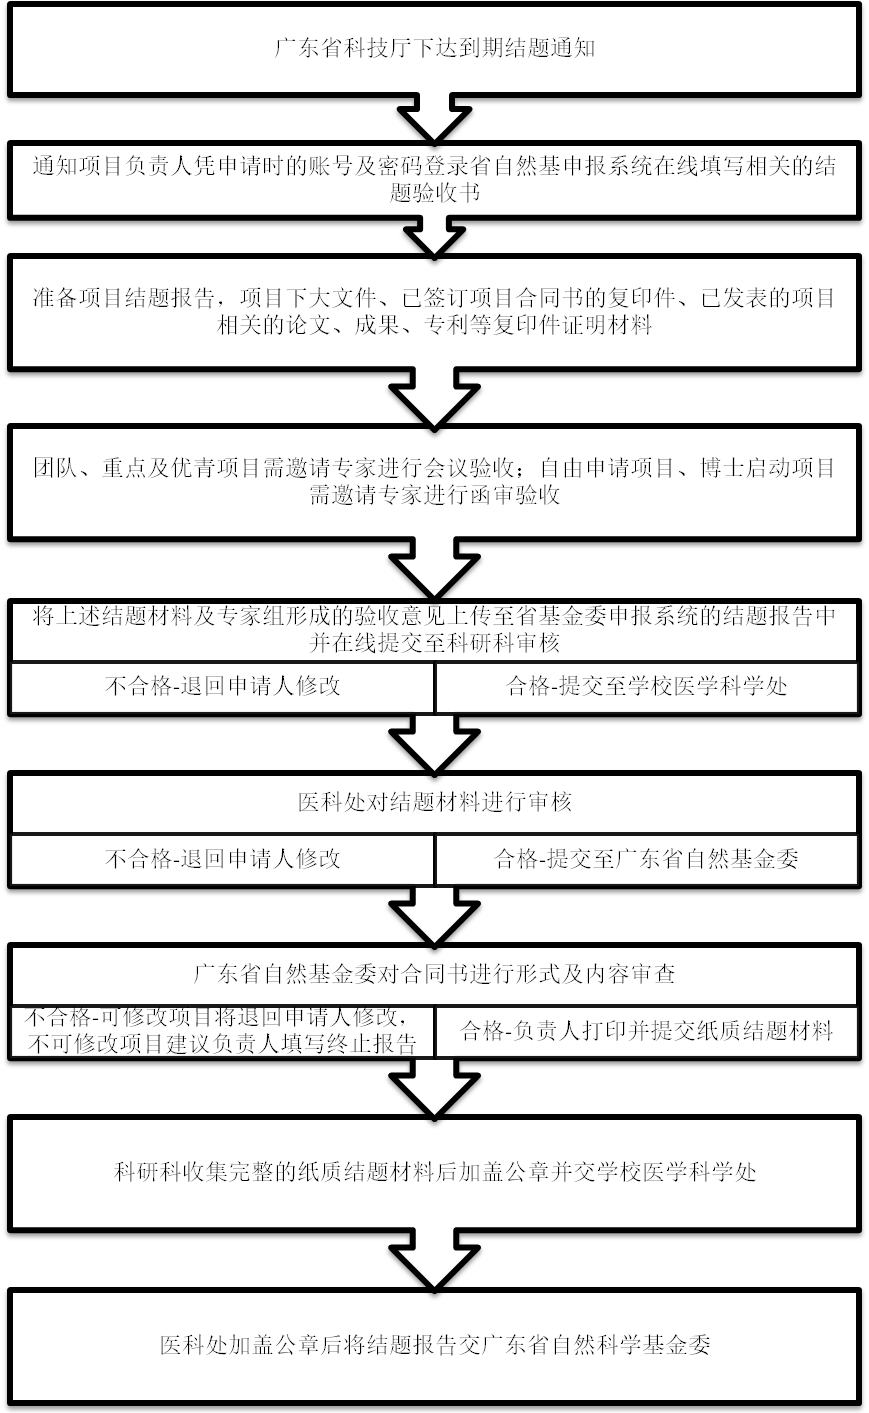 广东省科技厅下达到期结题通知
通知项目负责人凭申请时的账号及密码登录省自然基申报系统在线填写相关的结
题验收书
准备项目结题报告，项目下大文件、已签订项目合同书的复印件、已发表的项目
相关的论文、成果、专利等复印件证明材料
团队、重点及优青项目需邀请专家进行会议验收；自由申请项目、博士启动项目
需邀请专家进行函审验收
将上述结题材料及专家组形成的验收意见上传至省基金委申报系统的结题报告中
并在线提交至科研科审核
不合格-退回申请人修改
合格-提交至学校医学科学处
医科处对结题材料进行审核
不合格-退回申请人修改
合格-提交至广东省自然基金委
广东省自然基金委对合同书进行形式及内容审查
不合格-可修改项目将退回申请人修改，
不可修改项目建议负责人填写终止报告
合格-负责人打印并提交纸质结题材料
科研科收集完整的纸质结题材料后加盖公章并交学校医学科学处
医科处加盖公章后将结题报告交广东省自然科学基金委